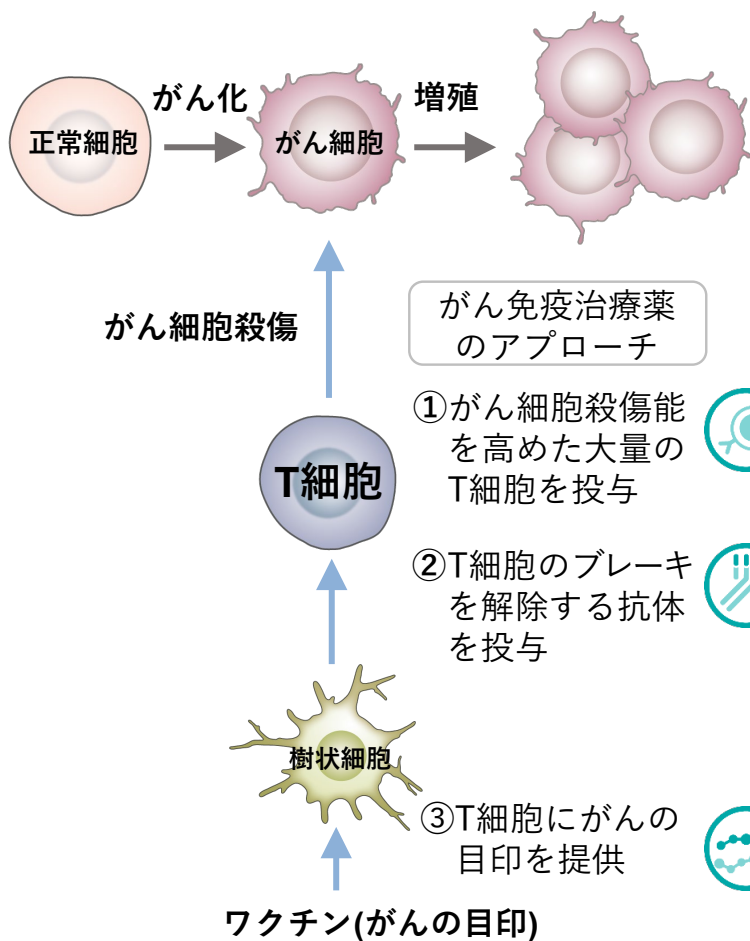 がん化
増殖
正常細胞
がん細胞
がん細胞殺傷
がん免疫治療薬
のアプローチ
①がん細胞殺傷能
を高めた大量の
T細胞を投与
T細胞
②T細胞のブレーキ
を解除する抗体
を投与
樹状細胞
③T細胞にがんの
目印を提供
ワクチン(がんの目印)